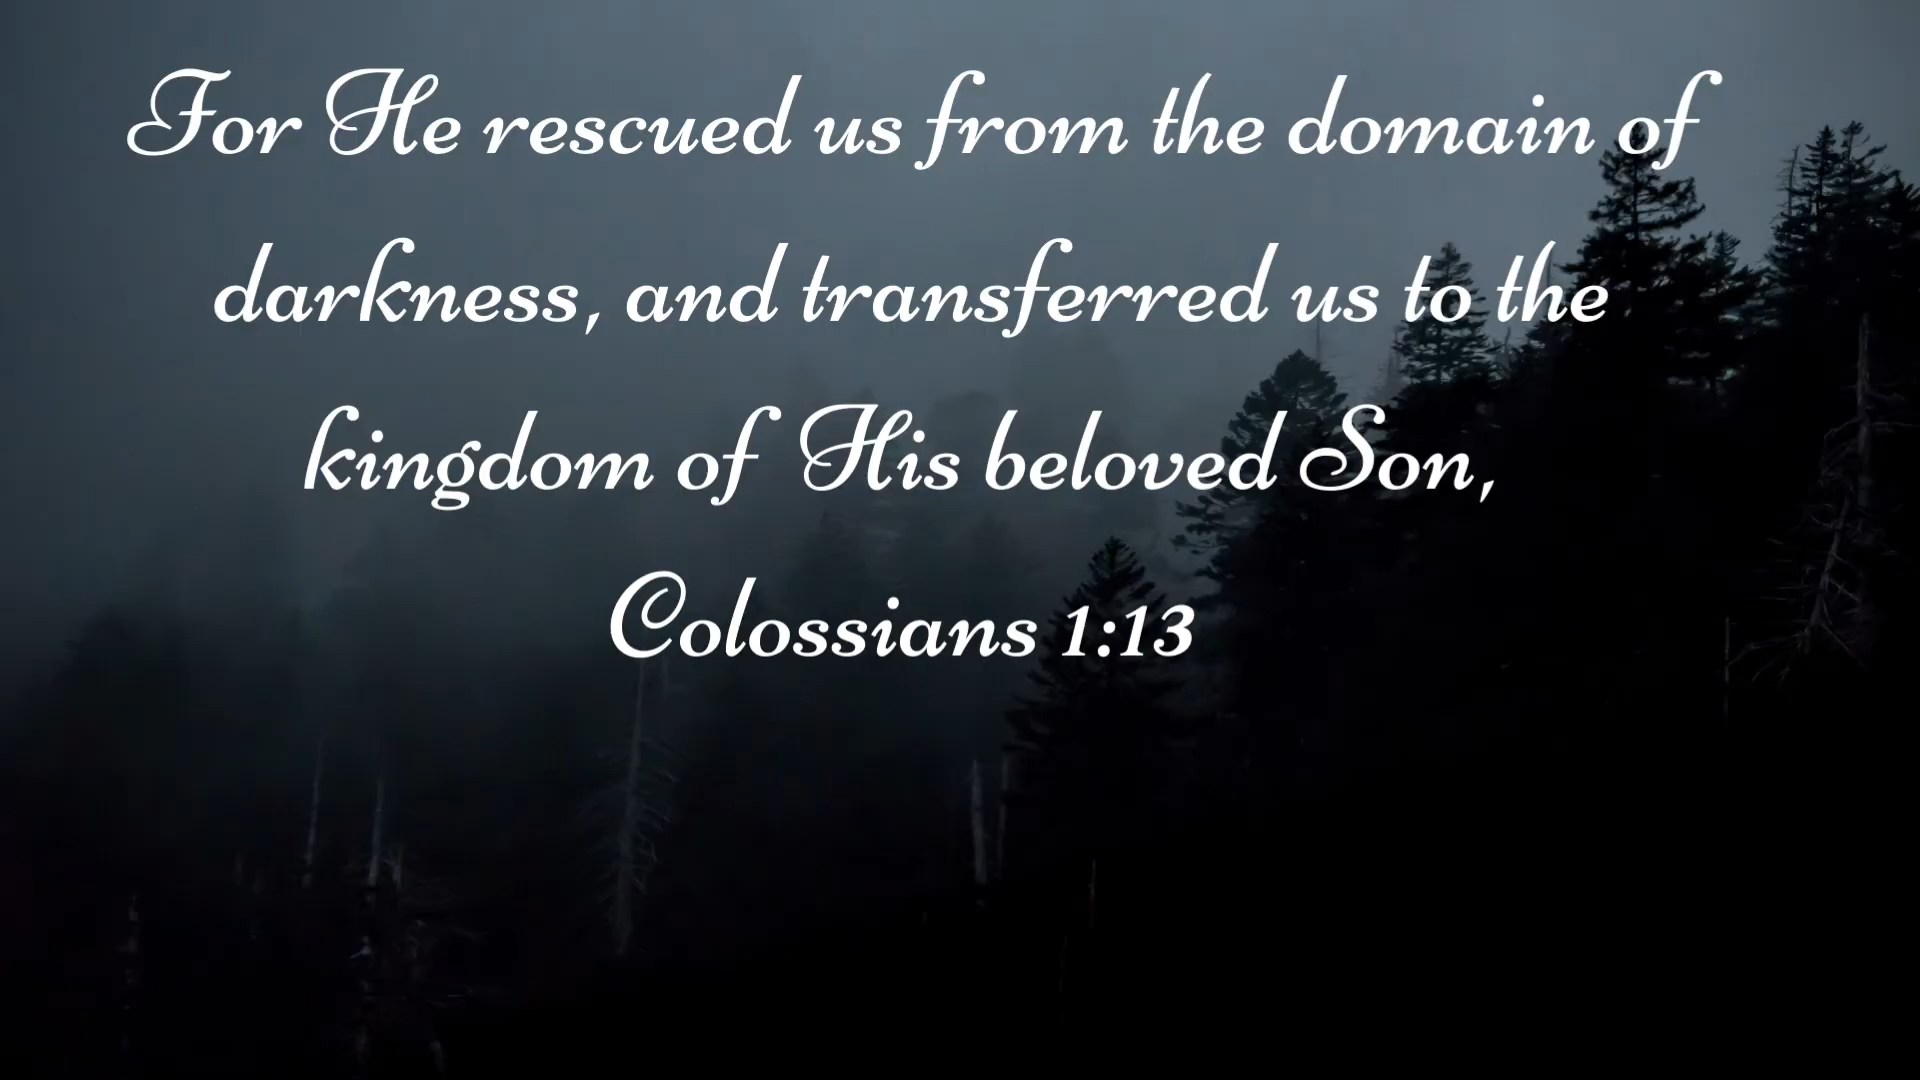 For He rescued us from the domain of
darkness, and transferred us to the
kingdom of His beloved Son,
Colossians 1:13